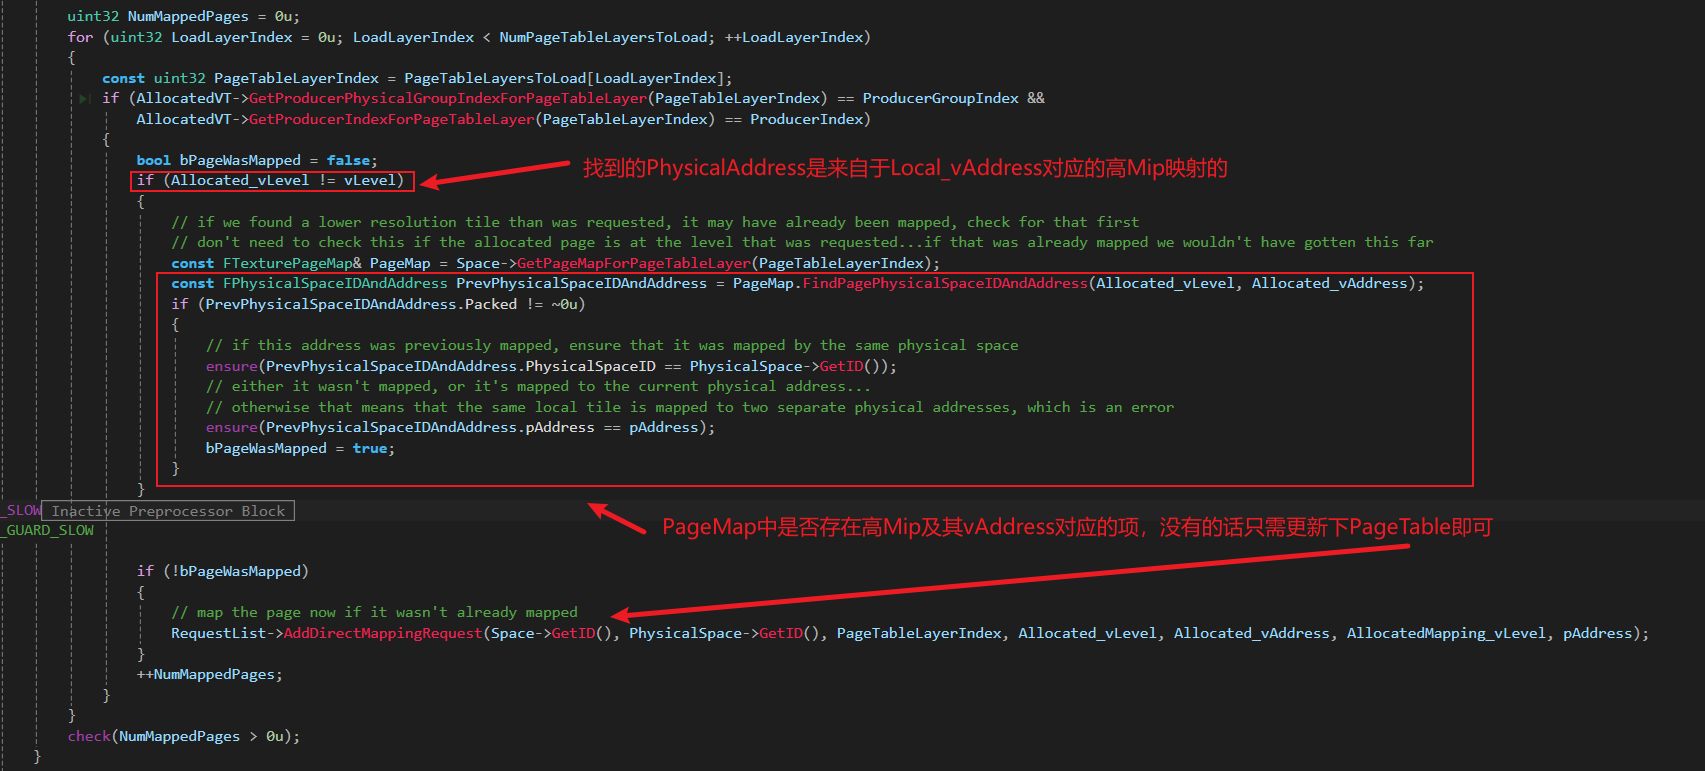 uint32 NumMappedPages = 0u;
for (uint32 LoadLayerIndex = 0u; LoadLayerIndex < NumPageTableLayersToLoad; ++LoadLayerIndex)
{
const uint32 PageTableLayerIndex = PageTableLayersToLoad[LoadLayerIndex];
if (AllocatedVT->GetProducerPhysicalGroupIndexForPageTableLayer(PageTableLayerIndex) == ProducerGroupIndex &&
AllocatedVT->GetProducerIndexForPageTableLayer(PageTableLayerIndex) == ProducerIndex)
{
bool bPageWasMapped = false;
找到的PhysicalAddress是来自于Local_vAddress对应的高Mip映射的
if (Allocated_vLevel != vLevel)
{
// if we found a lower resolution tile than was requested, it may have already been mapped, check for that first
// don't need to check this if the allocated page is at the level that was requested...if that was already mapped we wouldn't have gotten this far
const FTexturePageMap& PageMap = Space->GetPageMapForPageTableLayer(PageTableLayerIndex);
const FPhysicalSpaceIDAndAddress PrevPhysicalSpaceIDAndAddress = PageMap.FindPagePhysicalSpaceIDAndAddress(Allocated_vLevel, Allocated_vAddress);
if (PrevPhysicalSpaceIDAndAddress.Packed != ~0u)
{
// if this address was previously mapped, ensure that it was mapped by the same physical space
ensure(PrevPhysicalSpaceIDAndAddress.PhysicalSpaceID == PhysicalSpace->GetID());
// either it wasn't mapped, or it's mapped to the current physical address...
// otherwise that means that the same local tile is mapped to two separate physical addresses, which is an error
ensure(PrevPhysicalSpaceIDAndAddress.pAddress == pAddress);
bPageWasMapped = true;
}
}
_SLOW Inactive Preprocessor Block
PageMap中是否存在高Mip及其vAddress对应的项，没有的话只需更新下PageTable即可
_GUARD_SLOW
if (!bPageWasMapped)
{
// map the page now if it wasn't already mapped
RequestList->AddDirectMappingRequest(Space->GetID(), PhysicalSpace->GetID(), PageTableLayerIndex, Allocated_vLevel, Allocated_vAddress, AllocatedMapping_vLevel, pAddress);
}
++NumMappedPages;
}
}
check(NumMappedPages > 0u);
}